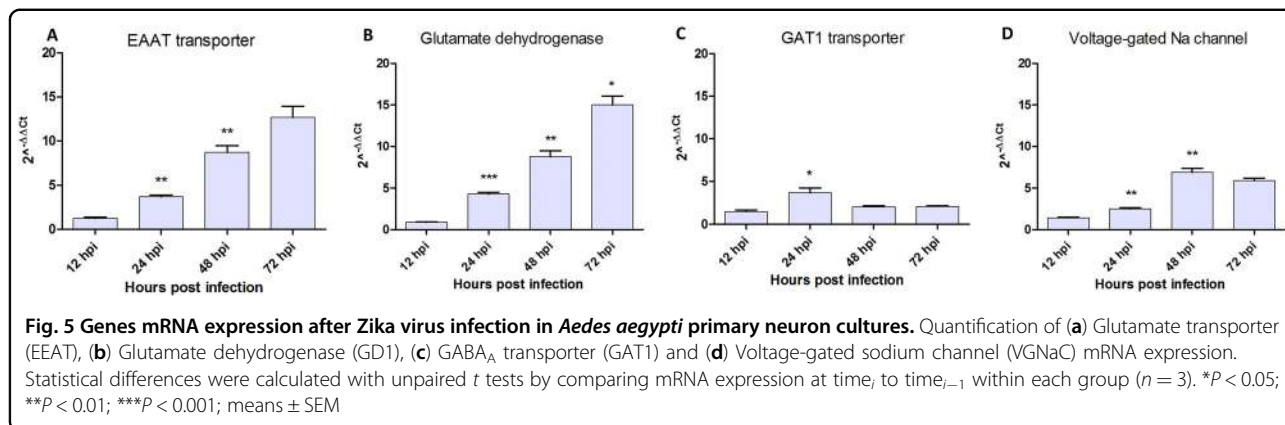 A
EAAT transporter
20
15
10
5
0
2^-ΔΔCt
**
**
12 hpi
24 hpi
48 hpi
72 hpi
Hours post infection
B
Glutamate dehydrogenase
20
15
10
5
0
2^-ΔΔCt
***
**
*
12 hpi
24 hpi
48 hpi
72 hpi
Hours post infection
C
GAT1 transporter
20
15
10
5
0
2^-ΔΔCt
*
12 hpi
24 hpi
48 hpi
72 hpi
Hours post infection
D
Voltage-gated Na channel
20
15
10
5
0
2^-ΔΔCt
**
**
12 hpi
24 hpi
48 hpi
72 hpi
Hours post infection
Fig. 5 Genes mRNA expression after Zika virus infection in Aedes aegypti primary neuron cultures. Quantification of (a) Glutamate transporter
(EEAT), (b) Glutamate dehydrogenase (GD1), (c) GABA_A transporter (GAT1) and (d) Voltage-gated sodium channel (VGNaC) mRNA expression.
Statistical differences were calculated with unpaired t tests by comparing mRNA expression at time_i to time_{i−1} within each group (n = 3). *P < 0.05;
**P < 0.01; ***P < 0.001; means ± SEM